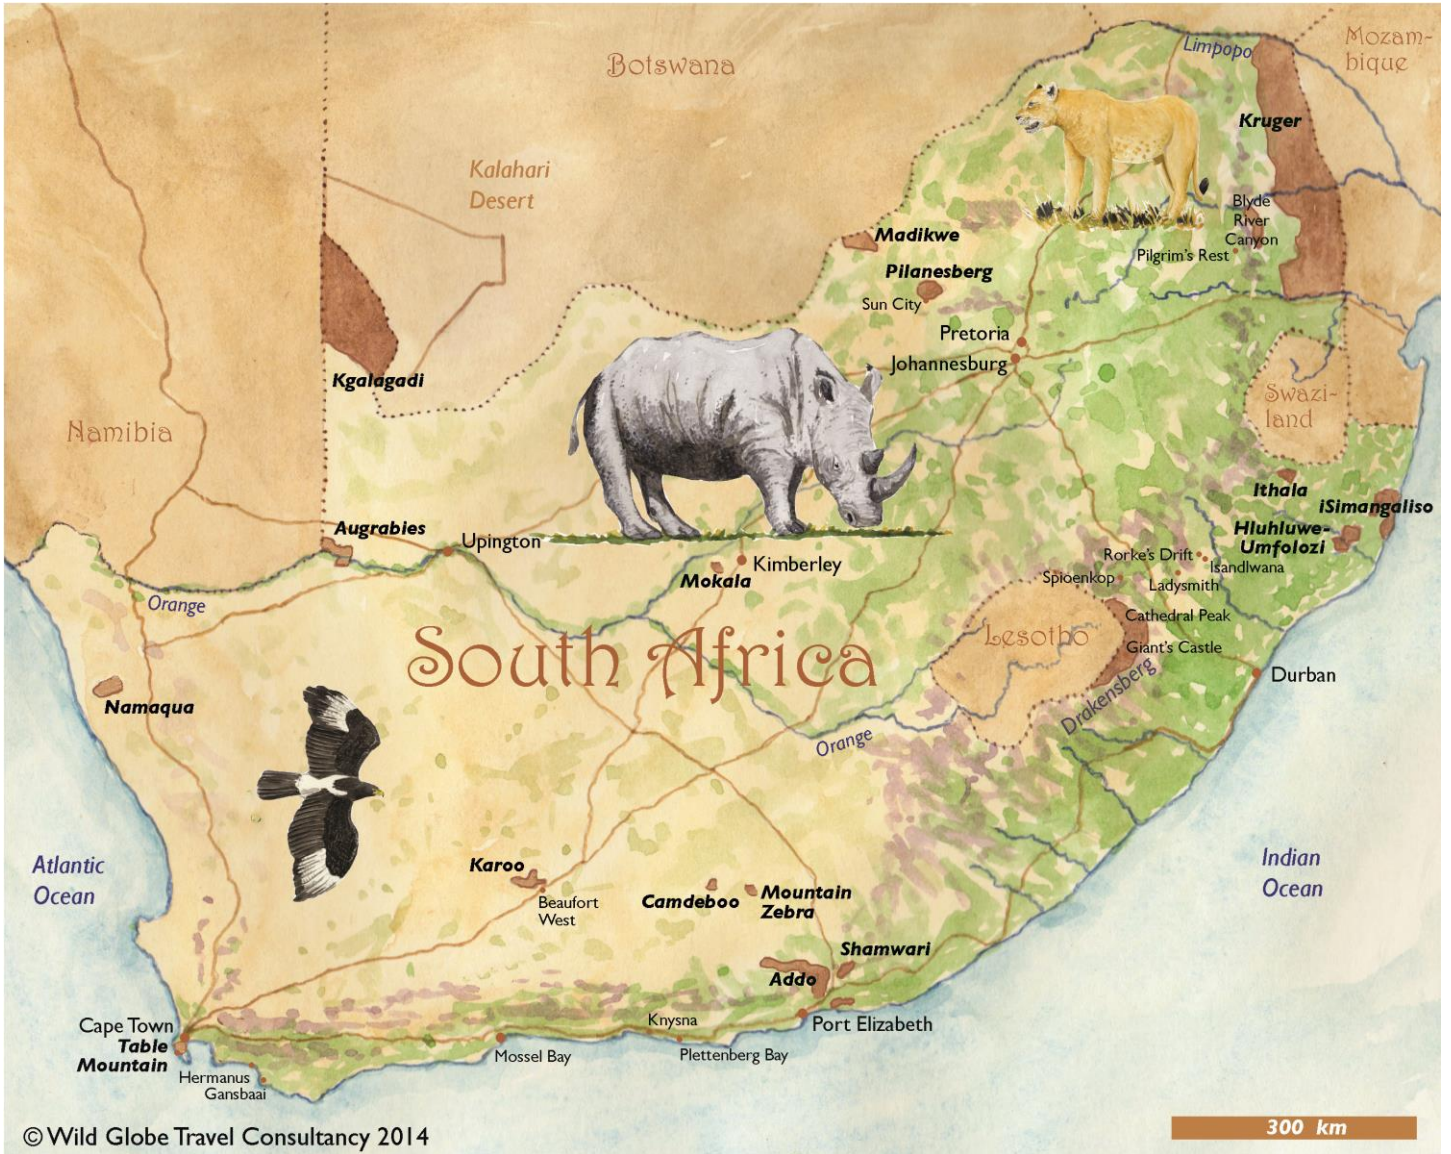 Botswana
Mozam-
bique
Limpopo
Kruger
Kalahari
Desert
Blyde
River
Canyon
Pilgrim's Rest
Madikwe
Pilanesberg
Sun City
Pretoria
Johannesburg
Kgalagadi
Namibia
Swazi-
land
Ithala
iSimangaliso
Hluhluwe-
Umfolozi
Augrabies
Upington
Kimberley
Mokala
Rorke's Drift
Isandlwana
Spioenkop
Ladysmith
Orange
Cathedral Peak
Lesotho
Giant's Castle
South Africa
Drakensberg
Durban
Namaqua
Orange
Atlantic
Ocean
Indian
Ocean
Karoo
Beaufort
West
Camdeboo
Mountain
Zebra
Shamwari
Addo
Cape Town
Table
Mountain
Knysna
Port Elizabeth
Mossel Bay
Plettenberg Bay
Hermanus
Gansbaai
300 km
© Wild Globe Travel Consultancy 2014